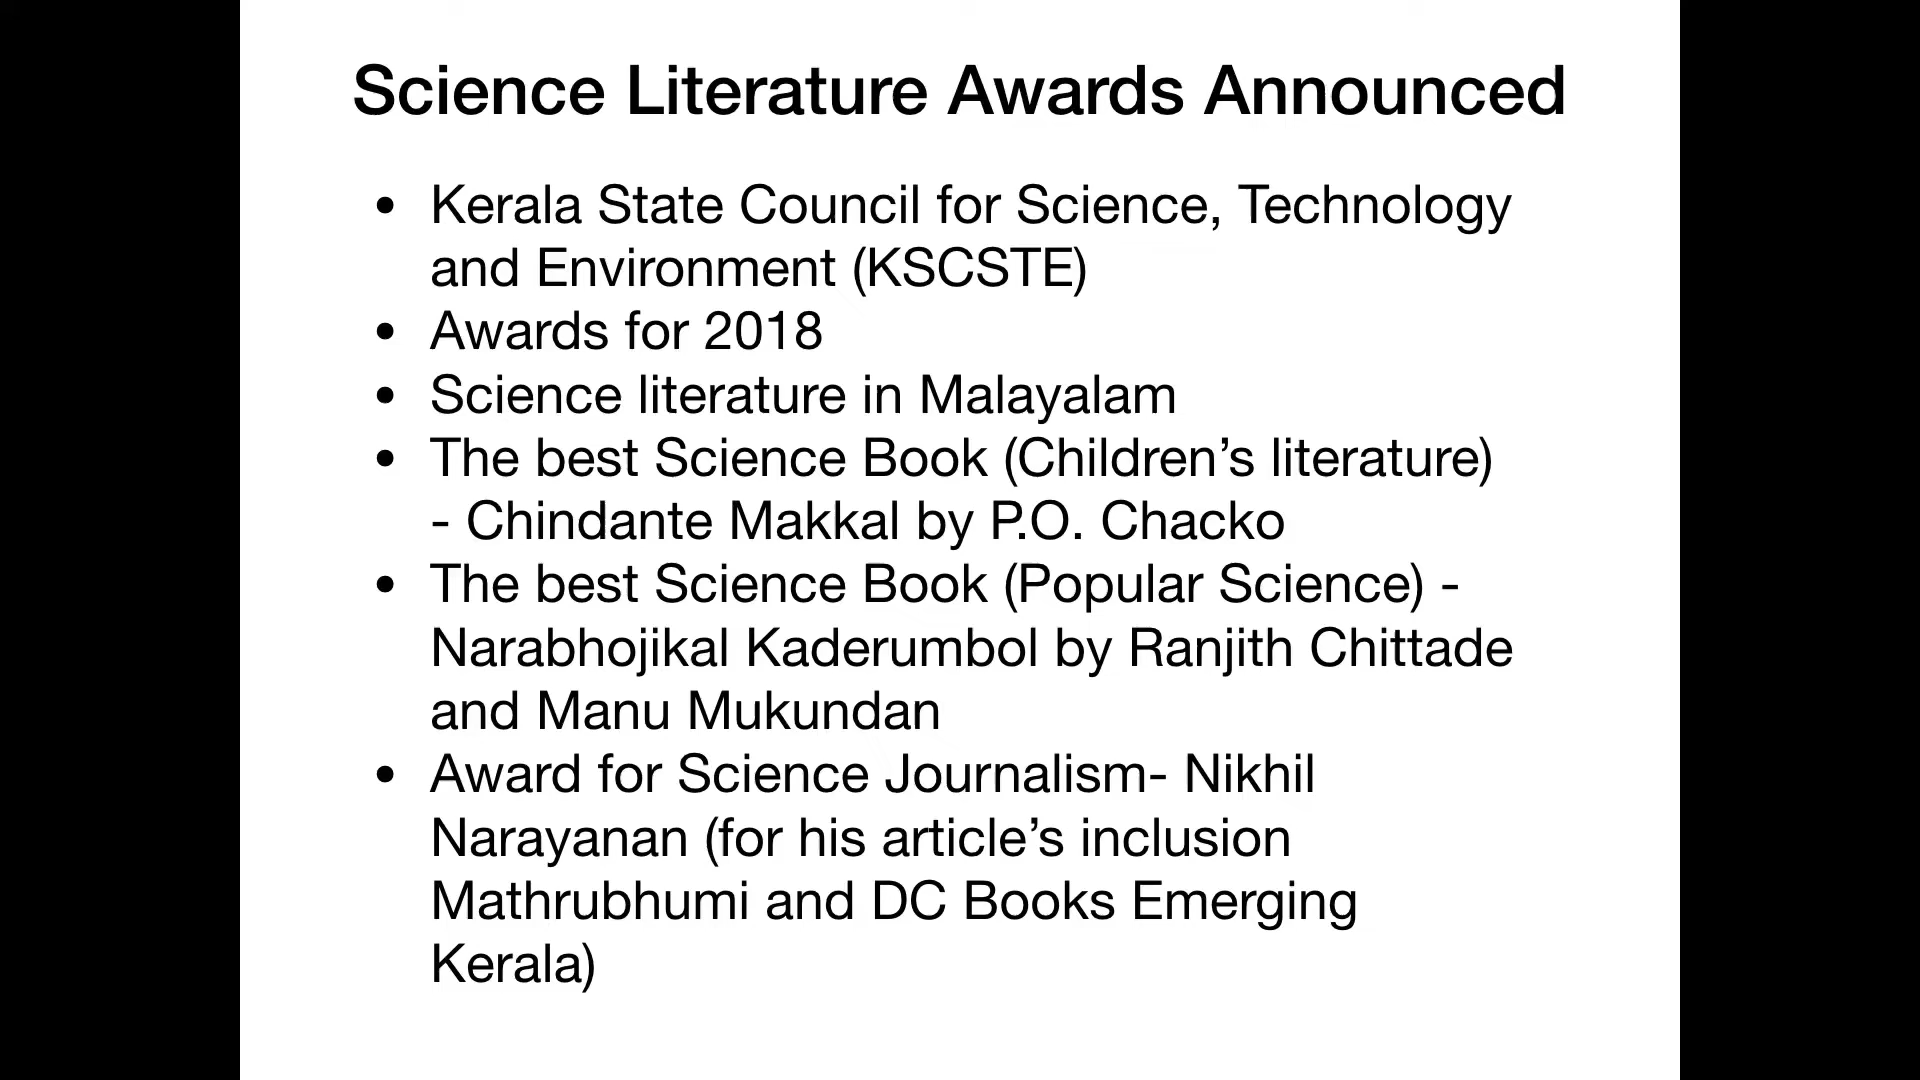 Science Literature Awards Announced
• Kerala State Council for Science, Technology
and Environment (KSCSTE)
• Awards for 2018
• Science literature in Malayalam
• The best Science Book (Children’s literature)
- Chindante Makkal by P.O. Chacko
• The best Science Book (Popular Science) -
Narabhojikal Kaderumbol by Ranjith Chittade
and Manu Mukundan
• Award for Science Journalism- Nikhil
Narayanan (for his article’s inclusion
Mathrubhumi and DC Books Emerging
Kerala)